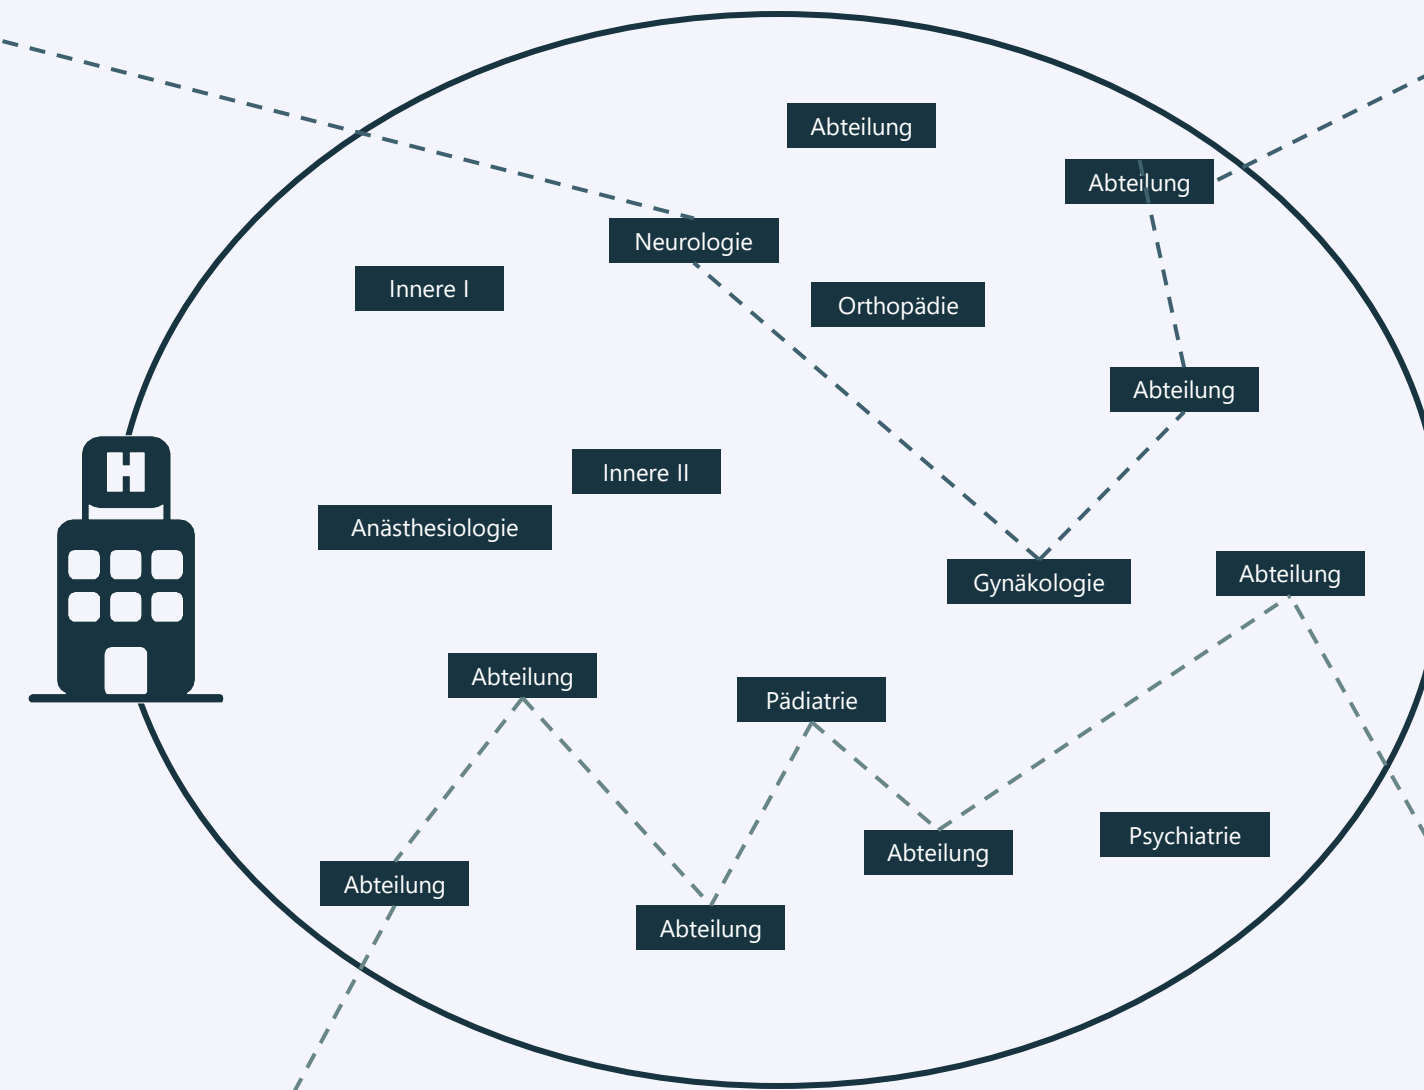 Abteilung
Abteilung
Neurologie
Innere I
Orthopädie
Abteilung
H
Innere II
Anästhesiologie
Gynäkologie
Abteilung
Abteilung
Pädiatrie
Psychiatrie
Abteilung
Abteilung
Abteilung